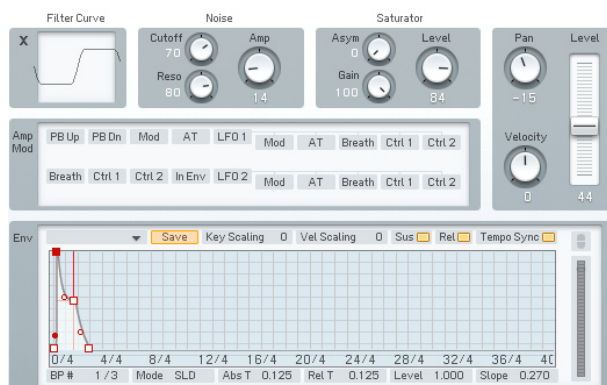 Filter Curve Noise Saturator
X Cutoff 70 Amp Asym 0 Level Pan Level
Reso 80 14 Gain 100 84 -15
Amp Mod PB Up PB Dn Mod AT LFO 1 Mod AT Breath Ctrl 1 Ctrl 2
Velocity
Breath Ctrl 1 Ctrl 2 In Env LFO 2 Mod AT Breath Ctrl 1 Ctrl 2
0 44
Env Save Key Scaling 0 Vel Scaling 0 Sus Rel Tempo Sync
0/4 4/4 8/4 12/4 16/4 20/4 24/4 28/4 32/4 36/4
BP # 1/3 Mode SLD Abs T 0.125 Rel T 0.125 Level 1.000 Slope 0.270